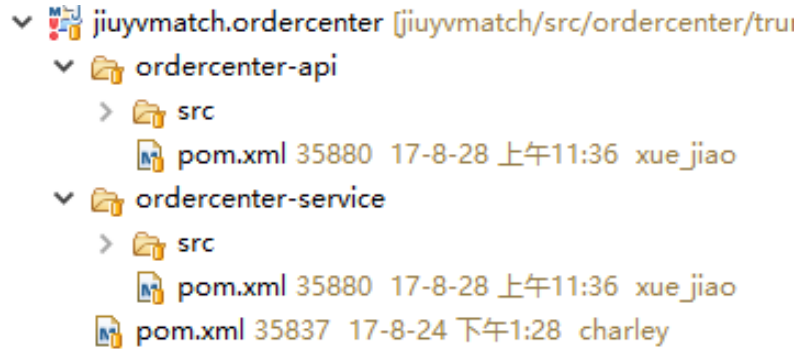 jiuyvmatch.ordercenter [jiuyvmatch/src/ordercenter/
ordercenter-api
src
pom.xml 35880 17-8-28 上午11:36 xue_jiao
ordercenter-service
src
pom.xml 35880 17-8-28 上午11:36 xue_jiao
pom.xml 35837 17-8-24 下午1:28 charley